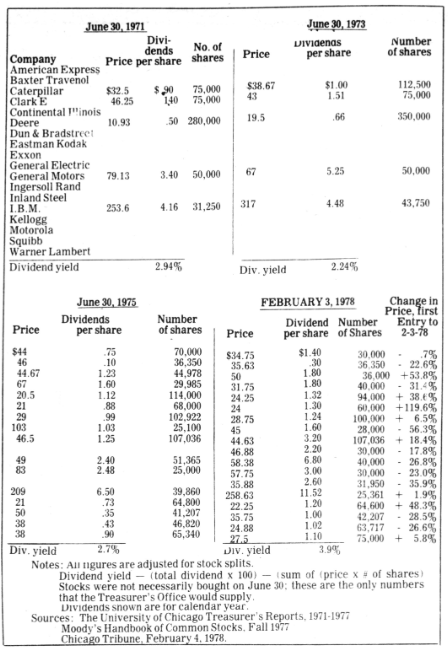 June 30, 1971 June 30, 1973
Company Price Divi-dends per share No. of shares Price Dividends per share Number of shares
American Express
Baxter Travenol
Caterpillar $32.5 $.90 75,000 $38.67 $1.00 112,500
Clark E 46.25 1.40 75,000 43 1.51 75,000
Continental Illinois
Deere 10.93 .50 280,000 19.5 .66 350,000
Dun & Bradstreet
Eastman Kodak
Exxon
General Electric
General Motors 79.13 3.40 50,000 67 5.25 50,000
Ingersoll Rand
Inland Steel
I.B.M. 253.6 4.16 31,250 317 4.48 43,750
Kellogg
Motorola
Squibb
Warner Lambert
Dividend yield 2.94% Div. yield 2.24%
June 30, 1975
Price Dividends per share Number of shares
$44 .75 70,000
46 .10 36,350
44.67 1.23 44,978
67 1.60 29,985
20.5 1.12 114,000
21 .88 68,000
29 .99 102,922
103 1.03 25,100
46.5 1.25 107,036
49 2.40 51,365
83 2.48 25,000
209 6.50 39,860
21 .73 64,800
50 .35 41,207
38 .43 46,820
38 .90 65,340
Div. yield 2.7%
FEBRUARY 3, 1978
Price Dividend per share Number of Shares Change in Price, first Entry to 2-3-78
$34.75 $1.40 30,000 - .7%
35.63 .30 36,350 - 22.6%
50 1.80 36,000 +53.8%
31.75 1.80 40,000 - 31.4%
24.25 1.32 94,000 + 38.6%
24 1.30 60,000 +119.6%
28.75 1.24 100,000 + 6.5%
45 1.60 28,000 - 56.3%
44.63 3.20 107,036 + 18.4%
46.88 2.20 30,000 - 17.8%
58.38 6.80 40,000 - 26.8%
57.75 3.00 30,000 - 23.0%
35.88 2.60 31,950 - 35.9%
258.63 11.52 25,361 + 1.9%
22.25 1.20 64,600 + 48.3%
35.75 1.00 42,207 - 28.5%
24.88 1.02 63,717 - 26.6%
27.5 1.10 75,000 + 5.8%
Div. yield 3.9%
Notes: All figures are adjusted for stock splits.
Dividend yield — (total dividend x 100) ÷ (sum of (price x # of shares)
Stocks were not necessarily bought on June 30; these are the only numbers
that the Treasurer's Office would supply.
Dividends shown are for calendar year.
Sources: The University of Chicago Treasurer's Reports, 1971-1977
Moody's Handbook of Common Stocks, Fall 1977
Chicago Tribune, February 4, 1978.